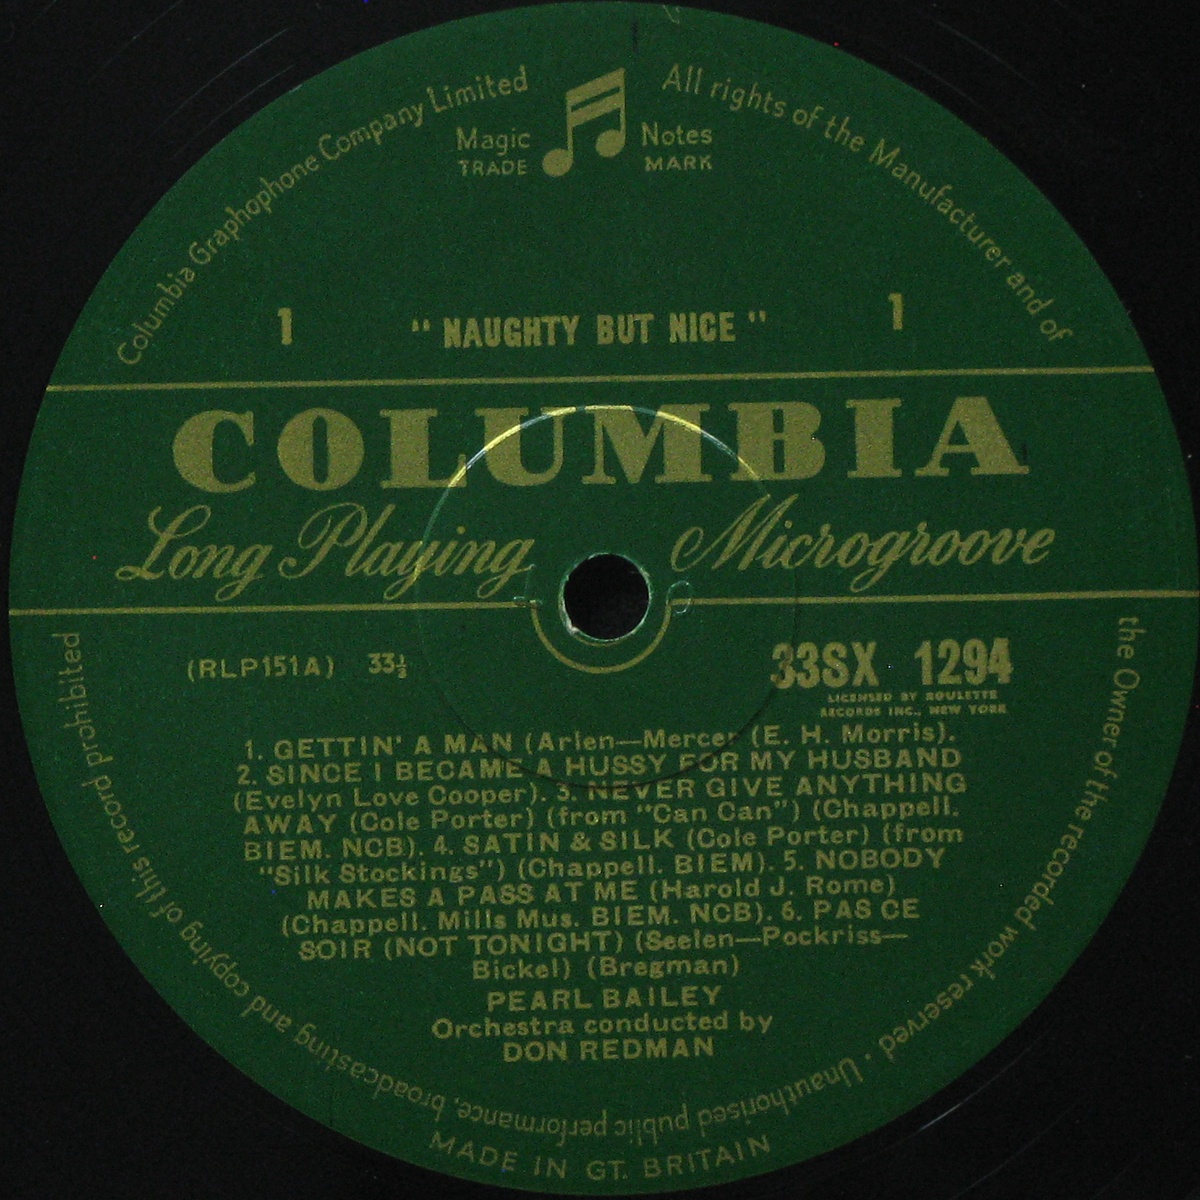 Columbia Graphophone Company Limited
All rights of the Manufacturer and of the Owner of the recorded work reserved . Unauthorised public performance, broadcasting and copying of this record prohibited
Magic Notes
TRADE MARK
1 " NAUGHTY BUT NICE " 1
COLUMBIA
Long Playing Microgroove
(RLP151A) 33⅓ 33SX 1294
LICENSED BY ROULETTE
RECORDS INC., NEW YORK
1. GETTIN' A MAN (Arlen—Mercer (E. H. Morris).
2. SINCE I BECAME A HUSSY FOR MY HUSBAND
(Evelyn Love Cooper). 3. NEVER GIVE ANYTHING
AWAY (Cole Porter) (from "Can Can") (Chappell.
BIEM. NCB). 4. SATIN & SILK (Cole Porter) (from
"Silk Stockings") (Chappell. BIEM). 5. NOBODY
MAKES A PASS AT ME (Harold J. Rome)
(Chappell. Mills Mus. BIEM. NCB). 6. PAS CE
SOIR (NOT TONIGHT) (Seelen—Pockriss—
Bickel) (Bregman)
PEARL BAILEY
Orchestra conducted by
DON REDMAN
MADE IN GT. BRITAIN